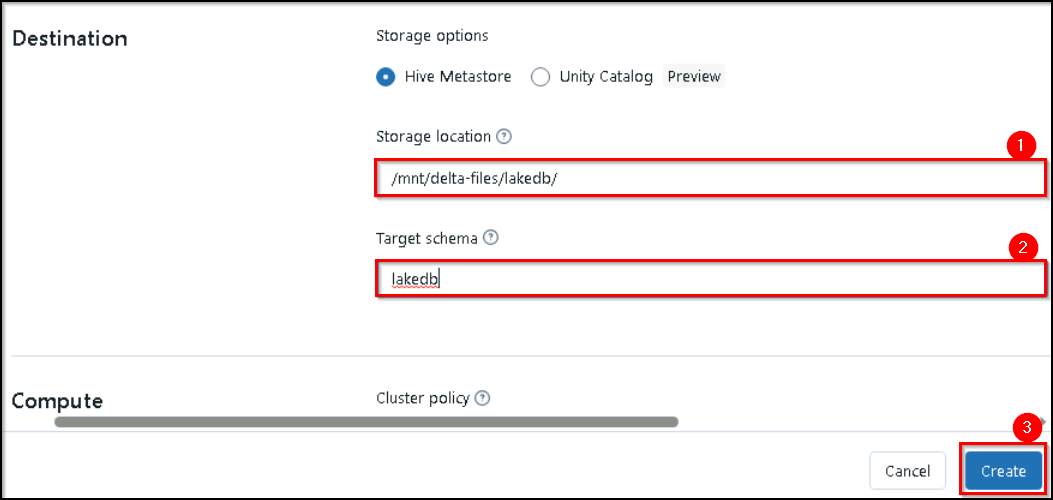 Destination
Storage options
Hive Metastore Unity Catalog Preview
Storage location ?
1
/mnt/delta-files/lakedb/
Target schema ?
2
lakedb
Compute
Cluster policy ?
3
Cancel Create